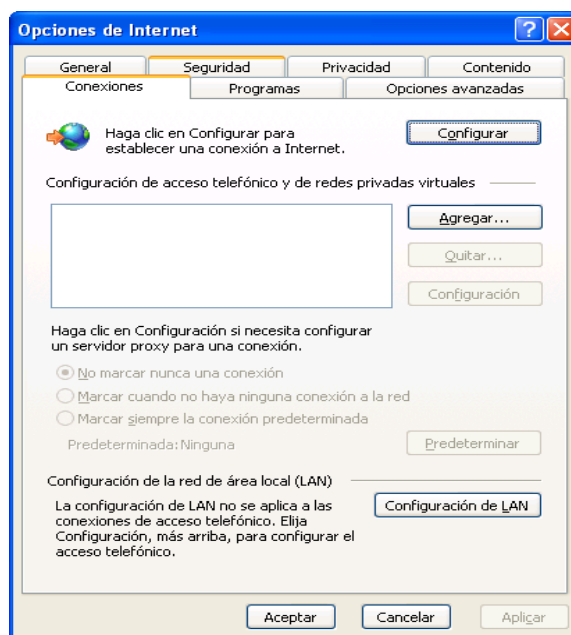 Opciones de Internet
General Seguridad Privacidad Contenido
Conexiones Programas Opciones avanzadas
Haga clic en Configurar para
establecer una conexión a Internet.
Configurar
Configuración de acceso telefónico y de redes privadas virtuales
Agregar...
Quitar...
Configuración
Haga clic en Configuración si necesita configurar
un servidor proxy para una conexión.
No marcar nunca una conexión
Marcar cuando no haya ninguna conexión a la red
Marcar siempre la conexión predeterminada
Predeterminada: Ninguna
Predeterminar
Configuración de la red de área local (LAN)
La configuración de LAN no se aplica a las
conexiones de acceso telefónico. Elija
Configuración, más arriba, para configurar el
acceso telefónico.
Configuración de LAN
Aceptar Cancelar Aplicar